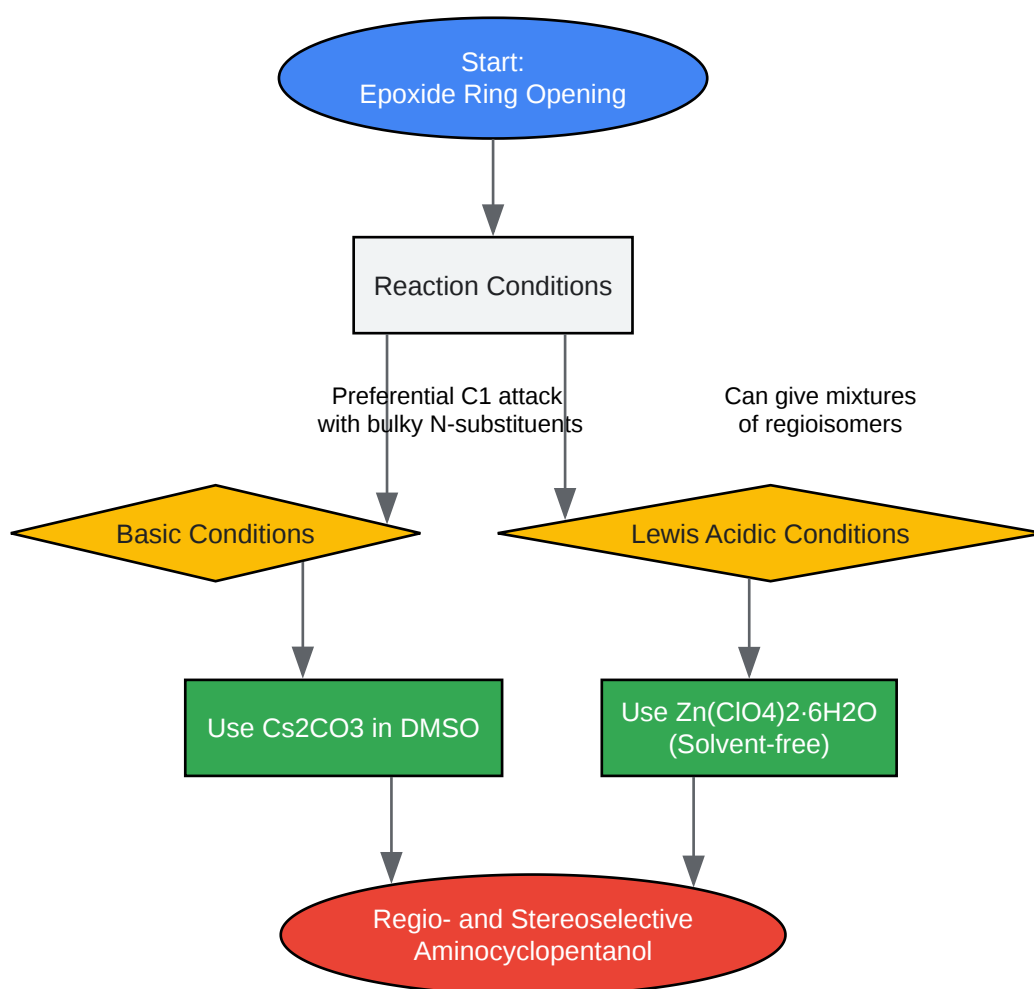 Start:
Epoxide Ring Opening
Reaction Conditions
Preferential C1 attack
with bulky N-substituents
Can give mixtures
of regioisomers
Basic Conditions
Lewis Acidic Conditions
Use Cs2CO3 in DMSO
Use Zn(ClO4)2·6H2O
(Solvent-free)
Regio- and Stereoselective
Aminocyclopentanol